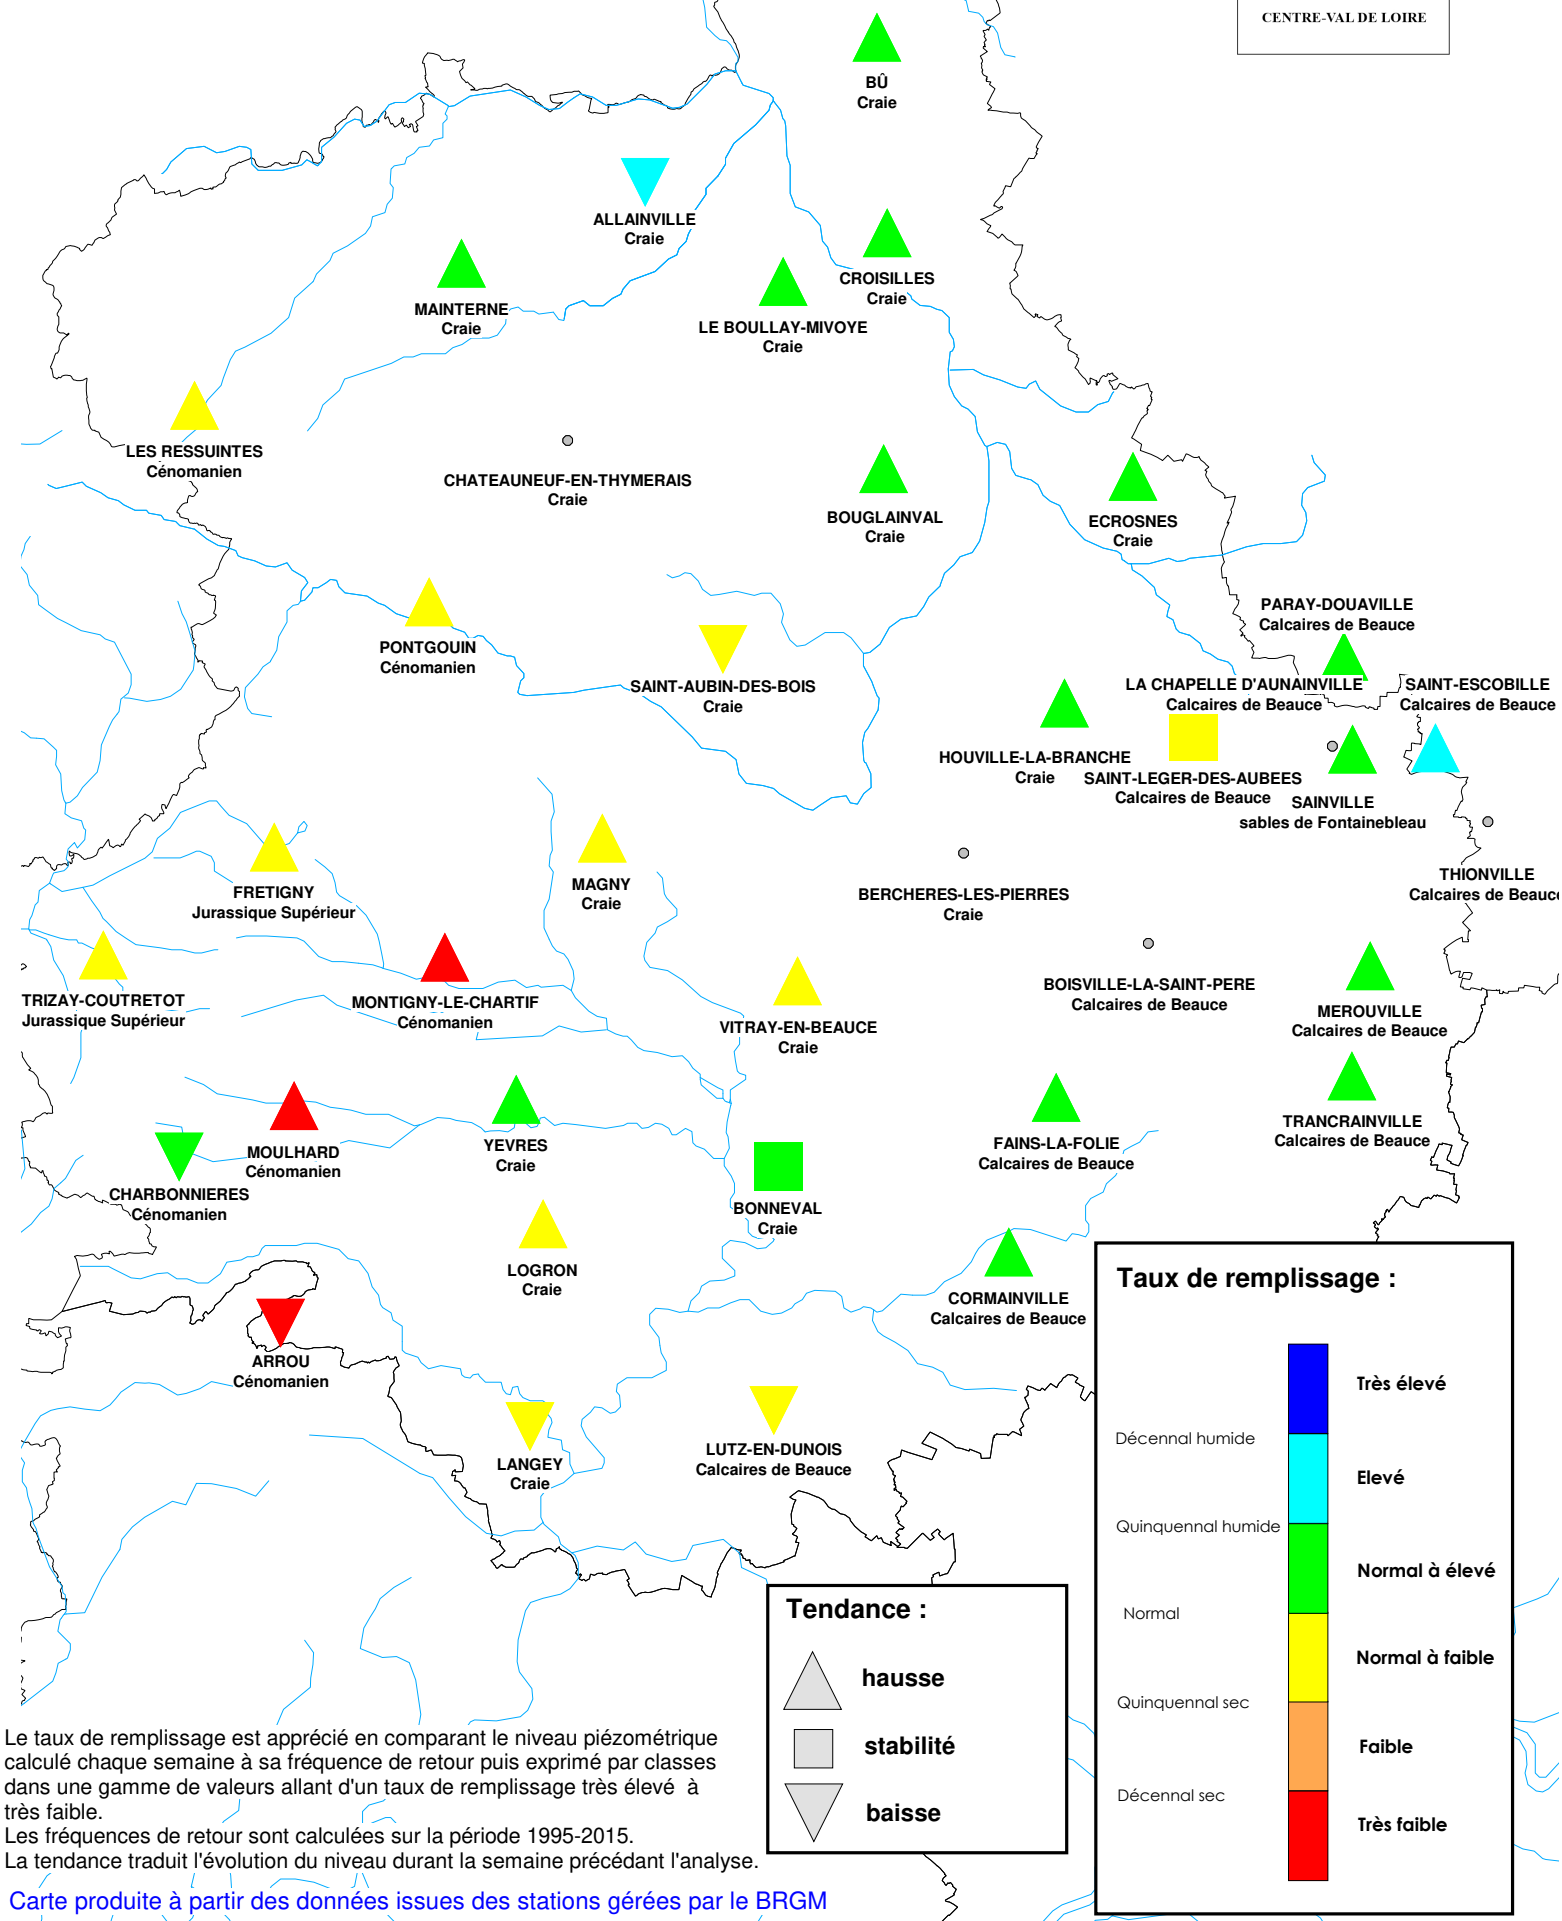 CENTRE-VAL DE LOIRE
BÛ
Craie
ALLAINVILLE
Craie
CROISILLES
Craie
MAINTERNE
Craie
LE BOULLAY-MIVOYE
Craie
LES RESSUINTES
Cénomanien
CHATEAUNEUF-EN-THYMERAIS
Craie
BOUGLAINVAL
Craie
ECROSNES
Craie
PARAY-DOUAVILLE
Calcaires de Beauce
PONTGOUIN
Cénomanien
SAINT-AUBIN-DES-BOIS
Craie
LA CHAPELLE D'AUNAINVILLE
Calcaires de Beauce
SAINT-ESCOBILLE
Calcaires de Beauce
HOUVILLE-LA-BRANCHE
Craie
SAINT-LEGER-DES-AUBEES
Calcaires de Beauce
SAINVILLE
sables de Fontainebleau
THIONVILLE
Calcaires de Beauce
FRETIGNY
Jurassique Supérieur
MAGNY
Craie
BERCHERES-LES-PIERRES
Craie
TRIZAY-COUTRETOT
Jurassique Supérieur
MONTIGNY-LE-CHARTIF
Cénomanien
VITRAY-EN-BEAUCE
Craie
BOISVILLE-LA-SAINT-PERE
Calcaires de Beauce
MEROUVILLE
Calcaires de Beauce
MOULHARD
Cénomanien
YEVRES
Craie
FAINS-LA-FOLIE
Calcaires de Beauce
TRANCRAINVILLE
Calcaires de Beauce
CHARBONNIERES
Cénomanien
BONNEVAL
Craie
LOGRON
Craie
CORMAINVILLE
Calcaires de Beauce
ARROU
Cénomanien
LANGEY
Craie
LUTZ-EN-DUNOIS
Calcaires de Beauce
Taux de remplissage :
Très élevé
Décennal humide
Elevé
Quinquennal humide
Normal à élevé
Normal
Normal à faible
Quinquennal sec
Faible
Décennal sec
Très faible
Tendance :
hausse
stabilité
baisse
Le taux de remplissage est apprécié en comparant le niveau piézométrique
calculé chaque semaine à sa fréquence de retour puis exprimé par classes
dans une gamme de valeurs allant d'un taux de remplissage très élevé à
très faible.
Les fréquences de retour sont calculées sur la période 1995-2015.
La tendance traduit l'évolution du niveau durant la semaine précédant l'analyse.
Carte produite à partir des données issues des stations gérées par le BRGM